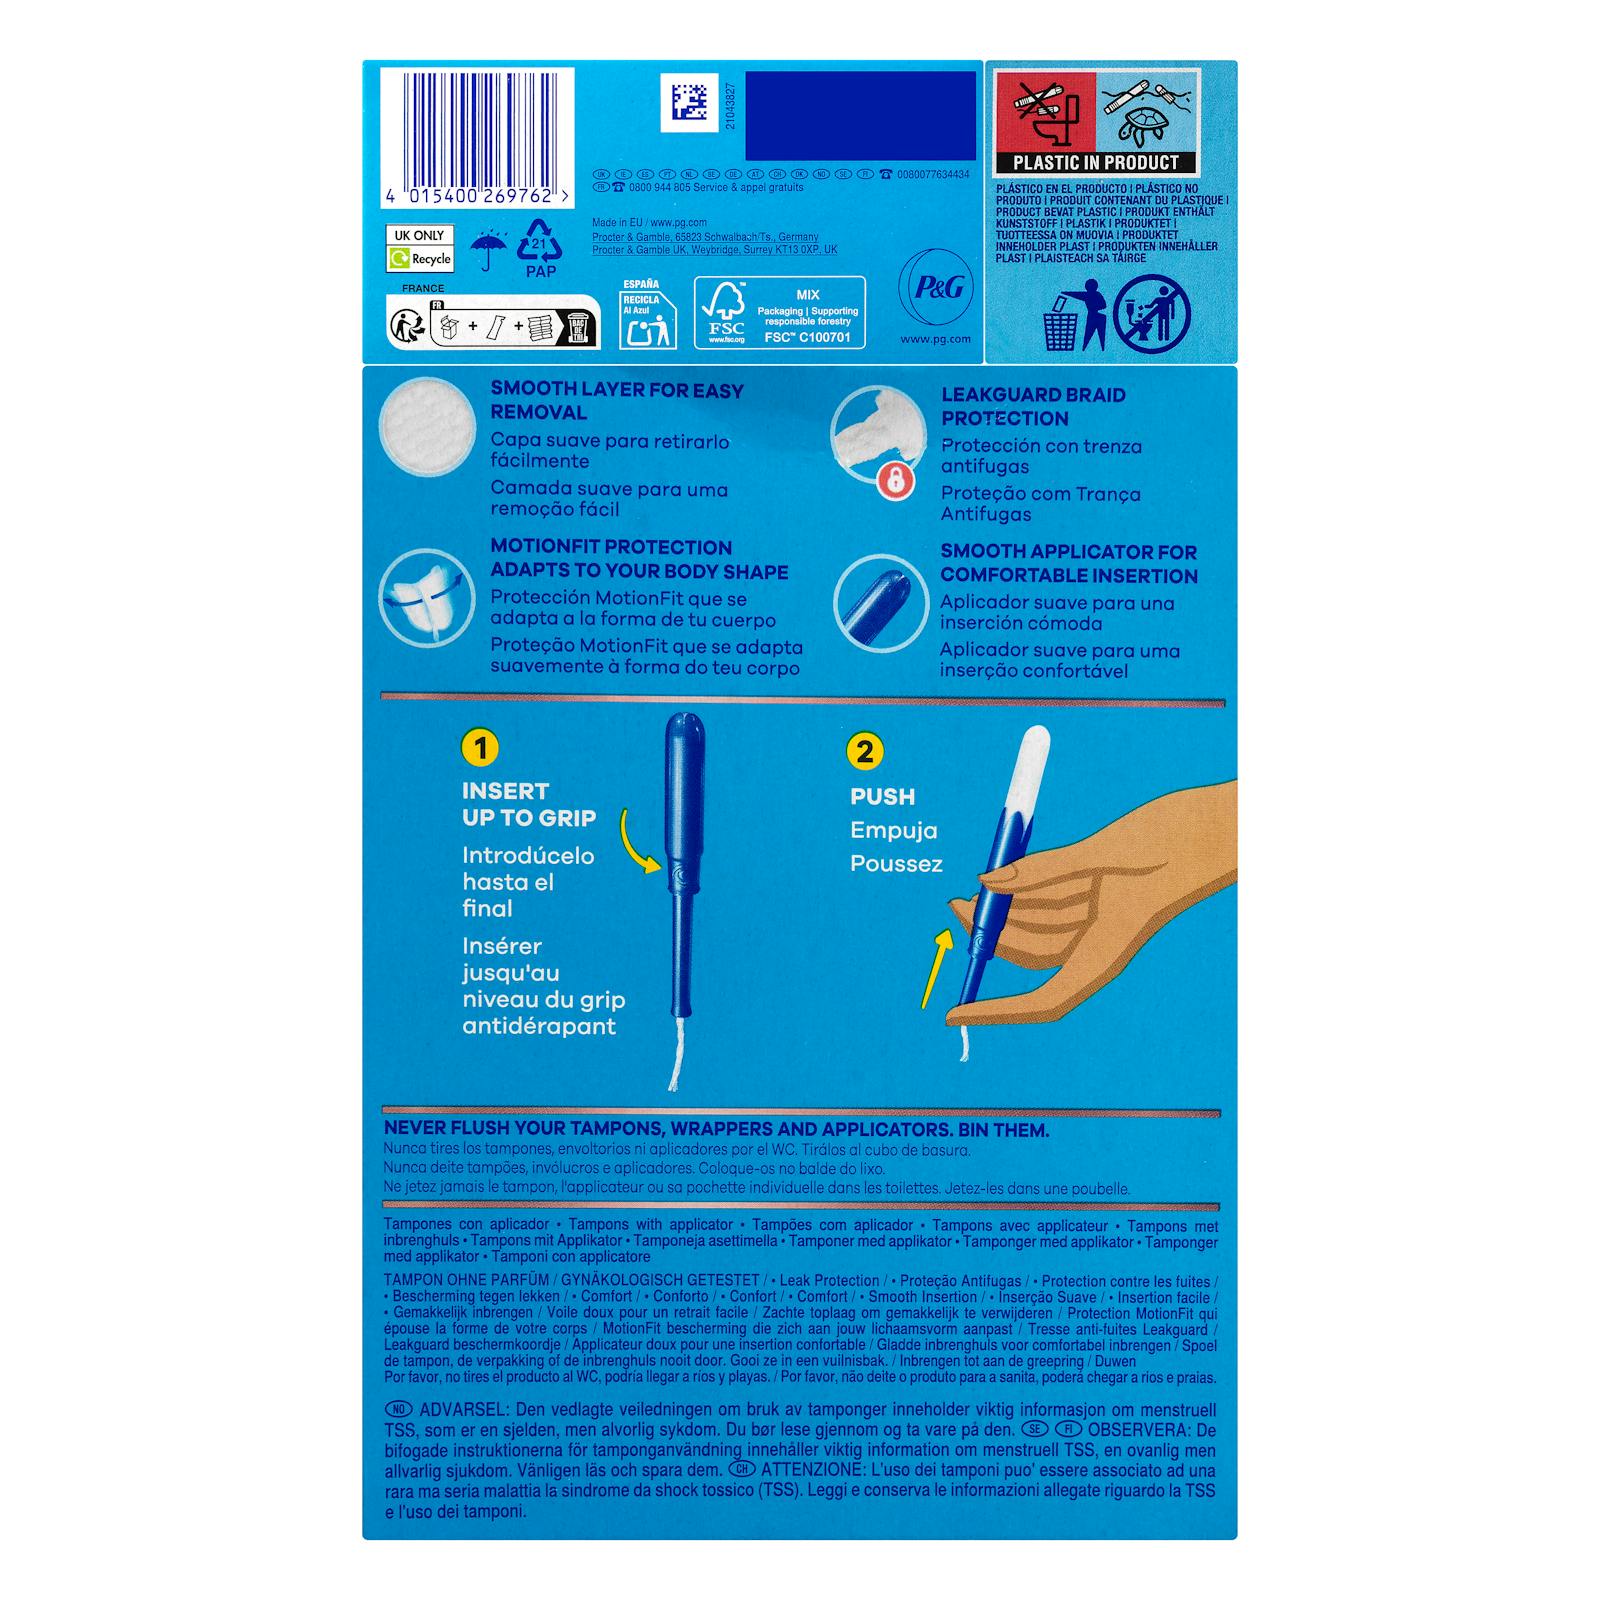 4 015400 269762 >
21043827
UK IE ES PT NL BE DE AT CH DK NO SE FI 0080077634434
FR 0800 944 805 Service & appel gratuits
Made in EU / www.pg.com
Procter & Gamble, 65823 Schwalbach/Ts., Germany
Procter & Gamble UK, Weybridge, Surrey KT13 0XP, UK
UK ONLY
Recycle
21
PAP
FRANCE
FR
+ +
BAC DE TRI
ESPAÑA
RECICLA
Al Azul
FSC
www.fsc.org
MIX
Packaging | Supporting
responsible forestry
FSC™ C100701
P&G
www.pg.com
PLASTIC IN PRODUCT
PLÁSTICO EN EL PRODUCTO | PLÁSTICO NO
PRODUTO | PRODUIT CONTENANT DU PLASTIQUE |
PRODUCT BEVAT PLASTIC | PRODUKT ENTHÄLT
KUNSTSTOFF | PLASTIK I PRODUKTET |
TUOTTEESSA ON MUOVIA | PRODUKTET
INNEHOLDER PLAST | PRODUKTEN INNEHÅLLER
PLAST | PLAISTEACH SA TÁIRGE
SMOOTH LAYER FOR EASY
REMOVAL
Capa suave para retirarlo
fácilmente
Camada suave para uma
remoção fácil
LEAKGUARD BRAID
PROTECTION
Protección con trenza
antifugas
Proteção com Trança
Antifugas
MOTIONFIT PROTECTION
ADAPTS TO YOUR BODY SHAPE
Protección MotionFit que se
adapta a la forma de tu cuerpo
Proteção MotionFit que se adapta
suavemente à forma do teu corpo
SMOOTH APPLICATOR FOR
COMFORTABLE INSERTION
Aplicador suave para una
inserción cómoda
Aplicador suave para uma
inserção confortável
1
INSERT
UP TO GRIP
Introdúcelo
hasta el
final
Insérer
jusqu'au
niveau du grip
antidérapant
2
PUSH
Empuja
Poussez
NEVER FLUSH YOUR TAMPONS, WRAPPERS AND APPLICATORS. BIN THEM.
Nunca tires los tampones, envoltorios ni aplicadores por el WC. Tirálos al cubo de basura.
Nunca deite tampões, invólucros e aplicadores. Coloque-os no balde do lixo.
Ne jetez jamais le tampon, l'applicateur ou sa pochette individuelle dans les toilettes. Jetez-les dans une poubelle.
Tampones con aplicador • Tampons with applicator • Tampões com aplicador • Tampons avec applicateur • Tampons met
inbrenghuls • Tampons mit Applikator • Tamponeja asettimella • Tamponer med applikator • Tamponger med applikator • Tamponger
med applikator • Tamponi con applicatore
TAMPON OHNE PARFÜM / GYNÄKOLOGISCH GETESTET / • Leak Protection / • Proteção Antifugas / • Protection contre les fuites /
• Bescherming tegen lekken / • Comfort / • Conforto / • Confort / • Comfort / • Smooth Insertion / • Inserção Suave / • Insertion facile /
• Gemakkelijk inbrengen / Voile doux pour un retrait facile / Zachte toplaag om gemakkelijk te verwijderen / Protection MotionFit qui
épouse la forme de votre corps / MotionFit bescherming die zich aan jouw lichaamsvorm aanpast / Tresse anti-fuites Leakguard /
Leakguard beschermkoordje / Applicateur doux pour une insertion confortable / Gladde inbrenghuls voor comfortabel inbrengen / Spoel
de tampon, de verpakking of de inbrenghuls nooit door. Gooi ze in een vuilnisbak. / Inbrengen tot aan de greepring / Duwen
Por favor, no tires el producto al WC, podría llegar a ríos y playas. / Por favor, não deite o produto para a sanita, poderá chegar a rios e praias.
NO ADVARSEL: Den vedlagte veiledningen om bruk av tamponger inneholder viktig informasjon om menstruell
TSS, som er en sjelden, men alvorlig sykdom. Du bør lese gjennom og ta vare på den. SE FI OBSERVERA: De
bifogade instruktionerna för tamponganvändning innehåller viktig information om menstruell TSS, en ovanlig men
allvarlig sjukdom. Vänligen läs och spara dem. CH ATTENZIONE: L'uso dei tamponi puo' essere associato ad una
rara ma seria malattia la sindrome da shock tossico (TSS). Leggi e conserva le informazioni allegate riguardo la TSS
e l'uso dei tamponi.